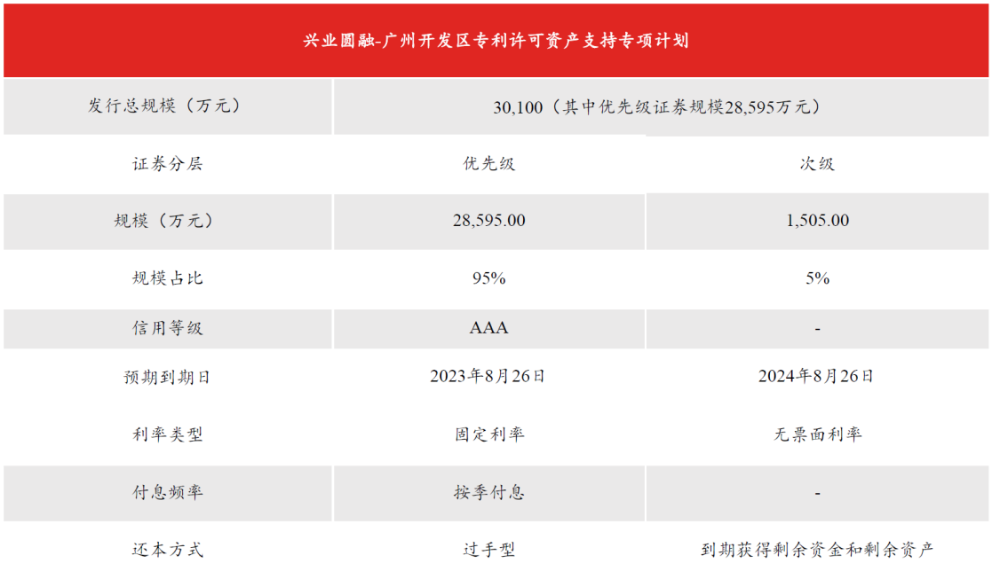 兴业圆融-广州开发区专利许可资产支持专项计划
发行总规模（万元） 30,100（其中优先级证券规模28,595万元）
证券分层 优先级 次级
规模（万元） 28,595.00 1,505.00
规模占比 95% 5%
信用等级 AAA -
预期到期日 2023年8月26日 2024年8月26日
利率类型 固定利率 无票面利率
付息频率 按季付息 -
还本方式 过手型 到期获得剩余资金和剩余资产